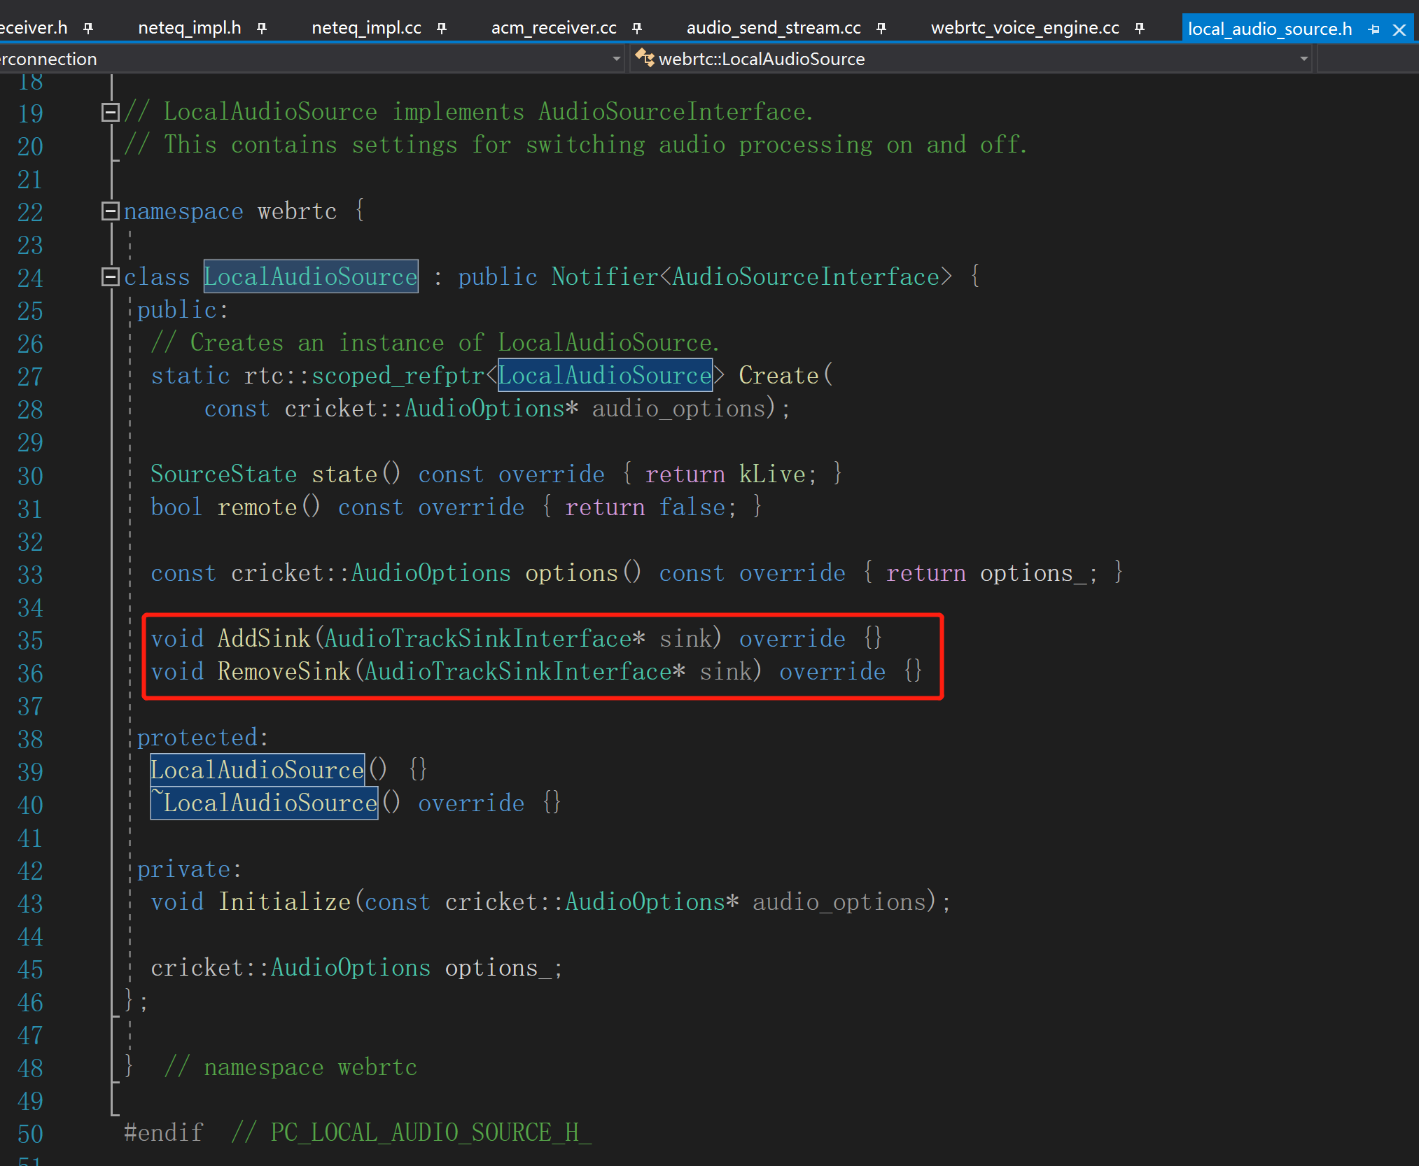 eceiver.h neteq_impl.h neteq_impl.cc acm_receiver.cc audio_send_stream.cc webrtc_voice_engine.cc local_audio_source.h
rconnection webrtc::LocalAudioSource
18
19 // LocalAudioSource implements AudioSourceInterface.
20 // This contains settings for switching audio processing on and off.
21
22 namespace webrtc {
23
24 class LocalAudioSource : public Notifier<AudioSourceInterface> {
25 public:
26 // Creates an instance of LocalAudioSource.
27 static rtc::scoped_refptr<LocalAudioSource> Create(
28 const cricket::AudioOptions* audio_options);
29
30 SourceState state() const override { return kLive; }
31 bool remote() const override { return false; }
32
33 const cricket::AudioOptions options() const override { return options_; }
34
35 void AddSink(AudioTrackSinkInterface* sink) override {}
36 void RemoveSink(AudioTrackSinkInterface* sink) override {}
37
38 protected:
39 LocalAudioSource() {}
40 ~LocalAudioSource() override {}
41
42 private:
43 void Initialize(const cricket::AudioOptions* audio_options);
44
45 cricket::AudioOptions options_;
46 };
47
48 } // namespace webrtc
49
50 #endif // PC_LOCAL_AUDIO_SOURCE_H_
51